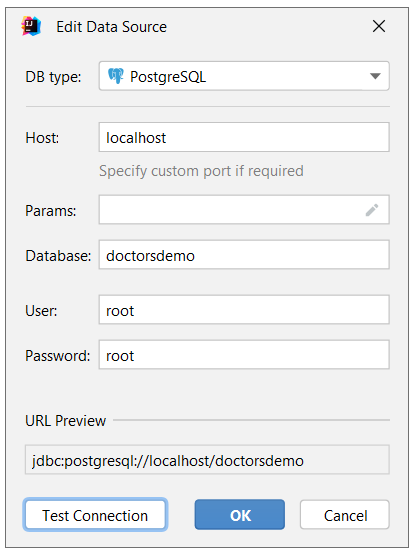 Edit Data Source
DB type: PostgreSQL
Host: localhost
Specify custom port if required
Params:
Database: doctorsdemo
User: root
Password: root
URL Preview
jdbc:postgresql://localhost/doctorsdemo
Test Connection OK Cancel